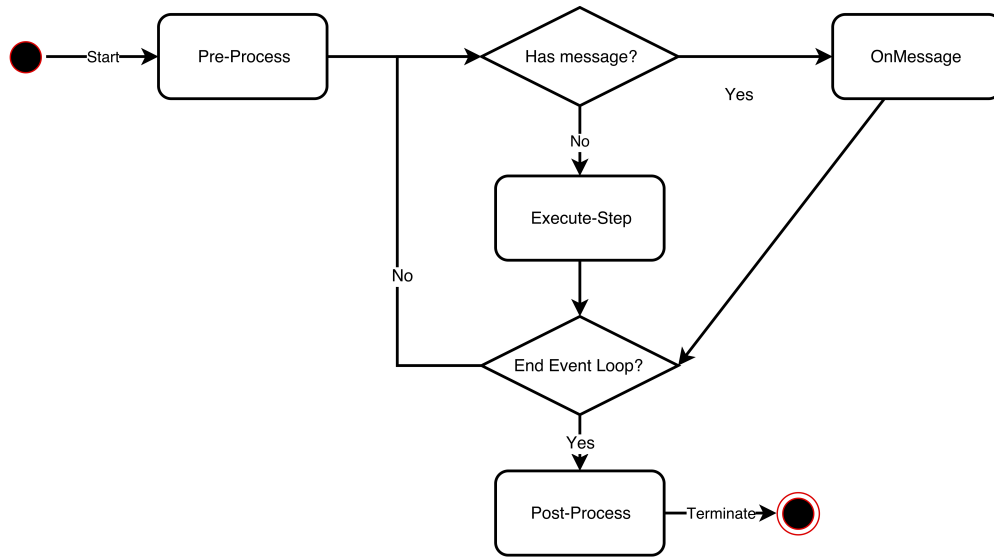 Start
Pre-Process
Has message?
OnMessage
Yes
No
Execute-Step
No
End Event Loop?
Yes
Post-Process
Terminate